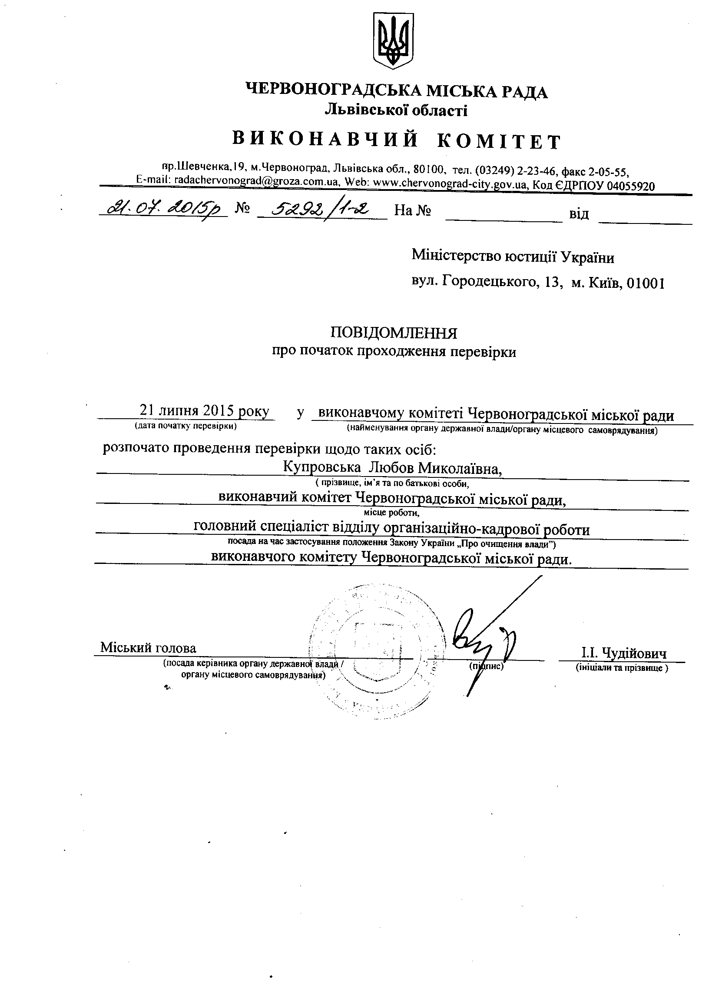 ЧЕРВОНОГРАДСЬКА МІСЬКА РАДА
Львівської області
ВИКОНАВЧИЙ КОМІТЕТ
пр.Шевченка,19, м.Червоноград, Львівська обл., 80100, тел. (03249) 2-23-46, факс 2-05-55,
E-mail: radachervonograd@groza.com.ua, Web: www.chervonograd-city.gov.ua, Код ЄДРПОУ 04055920
21.07.2015р № 5292/1-2 На № від
Міністерство юстиції України
вул. Городецького, 13, м. Київ, 01001
ПОВІДОМЛЕННЯ
про початок проходження перевірки
21 липня 2015 року у виконавчому комітеті Червоноградської міської ради
(дата початку перевірки) (найменування органу державної влади/органу місцевого самоврядування)
розпочато проведення перевірки щодо таких осіб:
Купровська Любов Миколаївна,
( прізвище, ім’я та по батькові особи,
виконавчий комітет Червоноградської міської ради,
місце роботи,
головний спеціаліст відділу організаційно-кадрової роботи
посада на час застосування положення Закону України „Про очищення влади”)
виконавчого комітету Червоноградської міської ради.
Міський голова І.І. Чудійович
(посада керівника органу державної влади / (підпис) (ініціали та прізвище )
органу місцевого самоврядування)